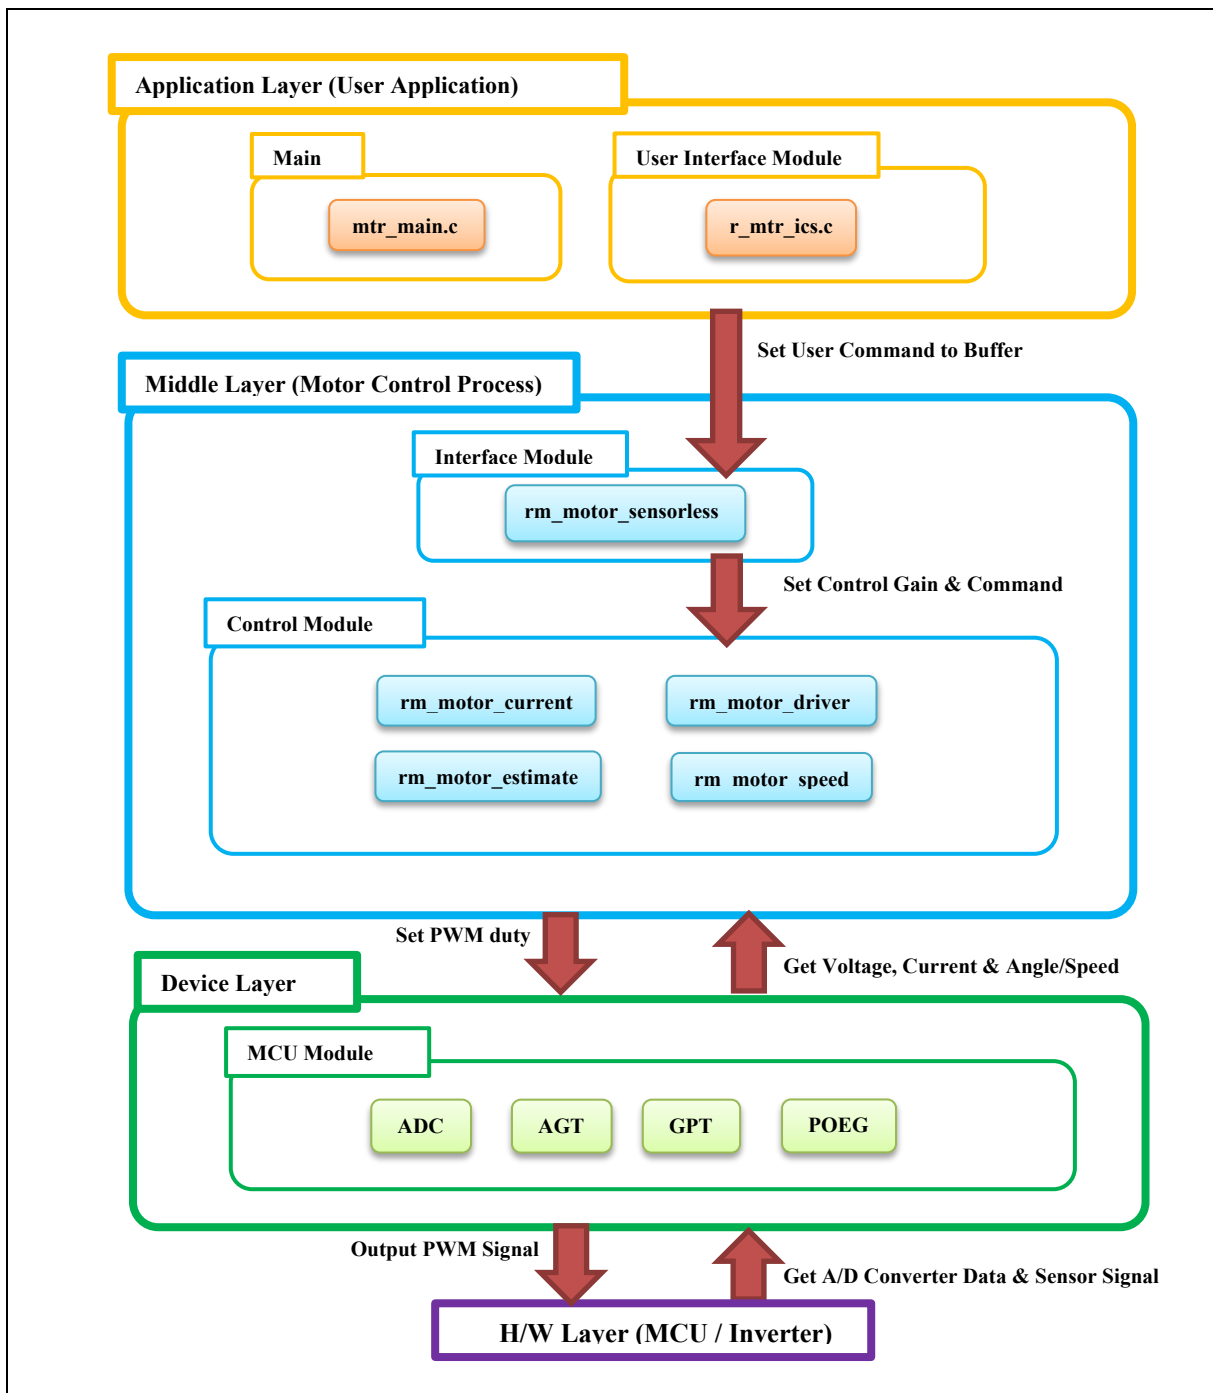 Application Layer (User Application)
Main
User Interface Module
mtr_main.c
r_mtr_ics.c
Set User Command to Buffer
Middle Layer (Motor Control Process)
Interface Module
rm_motor_sensorless
Set Control Gain & Command
Control Module
rm_motor_current
rm_motor_driver
rm_motor_estimate
rm_motor_speed
Set PWM duty
Get Voltage, Current & Angle/Speed
Device Layer
MCU Module
ADC
AGT
GPT
POEG
Output PWM Signal
Get A/D Converter Data & Sensor Signal
H/W Layer (MCU / Inverter)